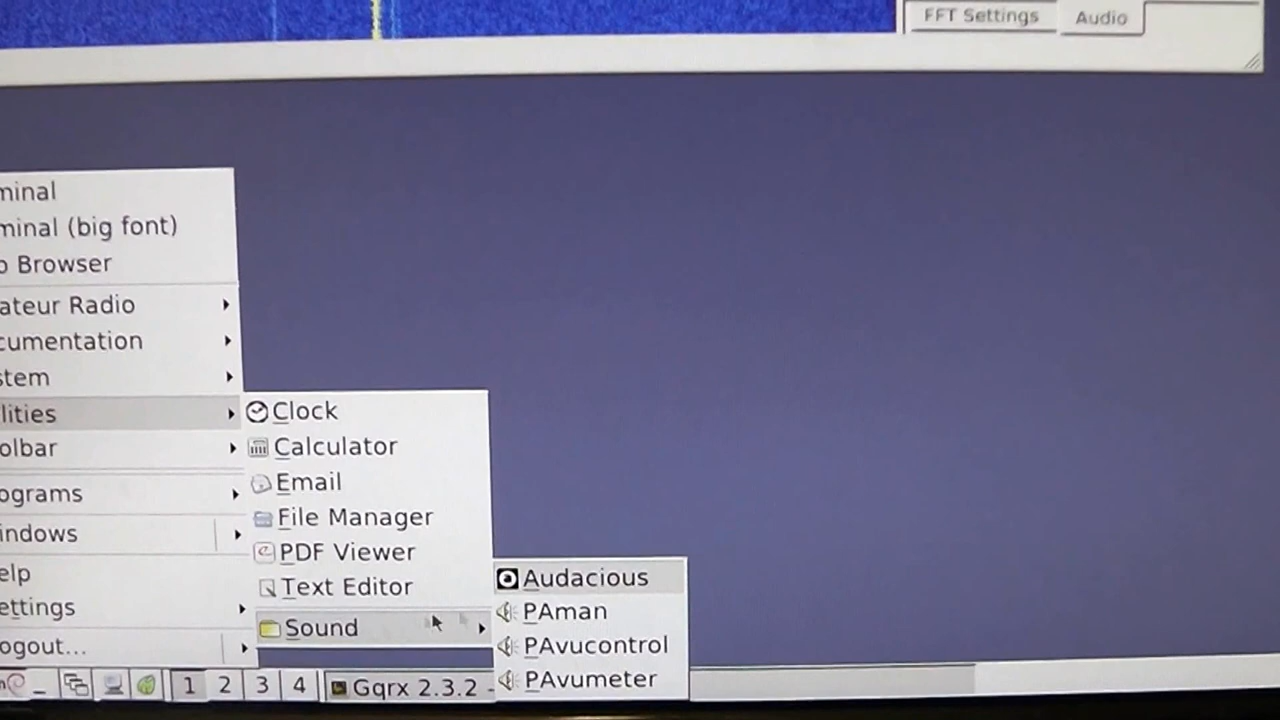 FFT Settings
Audio
minal
minal (big font)
o Browser
ateur Radio
cumentation
stem
lities
olbar
ograms
indows
elp
ettings
ogout...
Clock
Calculator
Email
File Manager
PDF Viewer
Text Editor
Sound
Audacious
PAman
PAvucontrol
PAvumeter
1 2 3 4 Gqrx 2.3.2 -